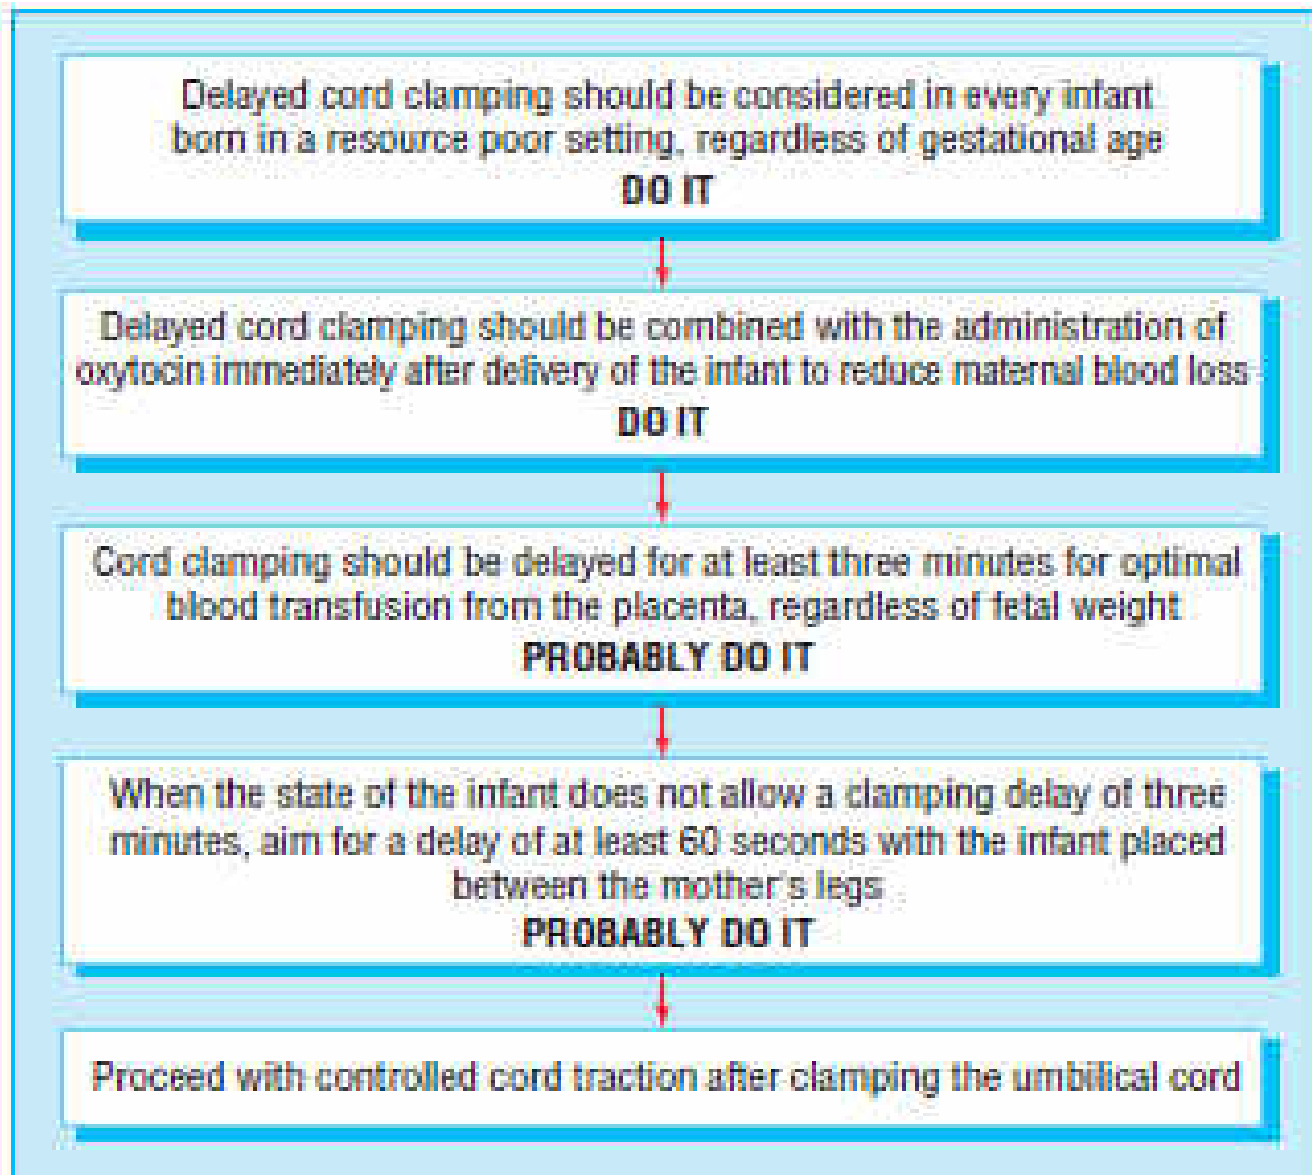 Delayed cord clamping should be considered in every infant
born in a resource poor setting, regardless of gestational age
DO IT
Delayed cord clamping should be combined with the administration of
oxytocin immediately after delivery of the infant to reduce maternal blood loss
DO IT
Cord clamping should be delayed for at least three minutes for optimal
blood transfusion from the placenta, regardless of fetal weight
PROBABLY DO IT
When the state of the infant does not allow a clamping delay of three
minutes, aim for a delay of at least 60 seconds with the infant placed
between the mother's legs
PROBABLY DO IT
Proceed with controlled cord traction after clamping the umbilical cord